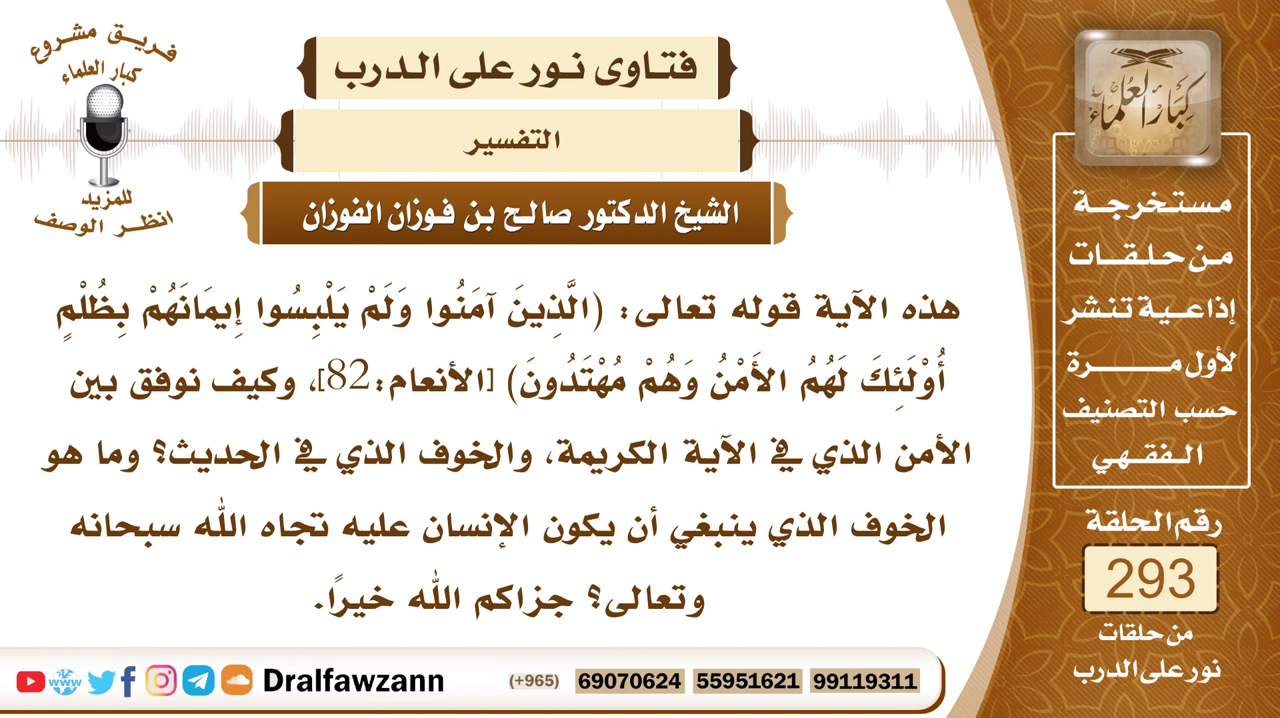 فريق مشروع
كبار العلماء
للمزيد
انظر الوصف
فتاوى نور على الدرب
التفسير
الشيخ الدكتور صالح بن فوزان الفوزان
هذه الآية قوله تعالى: (الَّذِينَ آمَنُوا وَلَمْ يَلْبِسُوا إِيمَانَهُمْ بِظُلْمٍ
أُوْلَئِكَ لَهُمُ الأَمْنُ وَهُمْ مُهْتَدُونَ) [الأنعام:82]، وكيف نوفق بين
الأمن الذي في الآية الكريمة، والخوف الذي في الحديث؟ وما هو
الخوف الذي ينبغي أن يكون الإنسان عليه تجاه الله سبحانه
وتعالى؟ جزاكم الله خيرًا.
كبار العلماء
مستخرجة
من حلقات
إذاعية تنشر
لأول مرة
حسب التصنيف
الفقهي
رقم الحلقة
293
من حلقات
نور على الدرب
www Dralfawzann (+965) 69070624 55951621 99119311